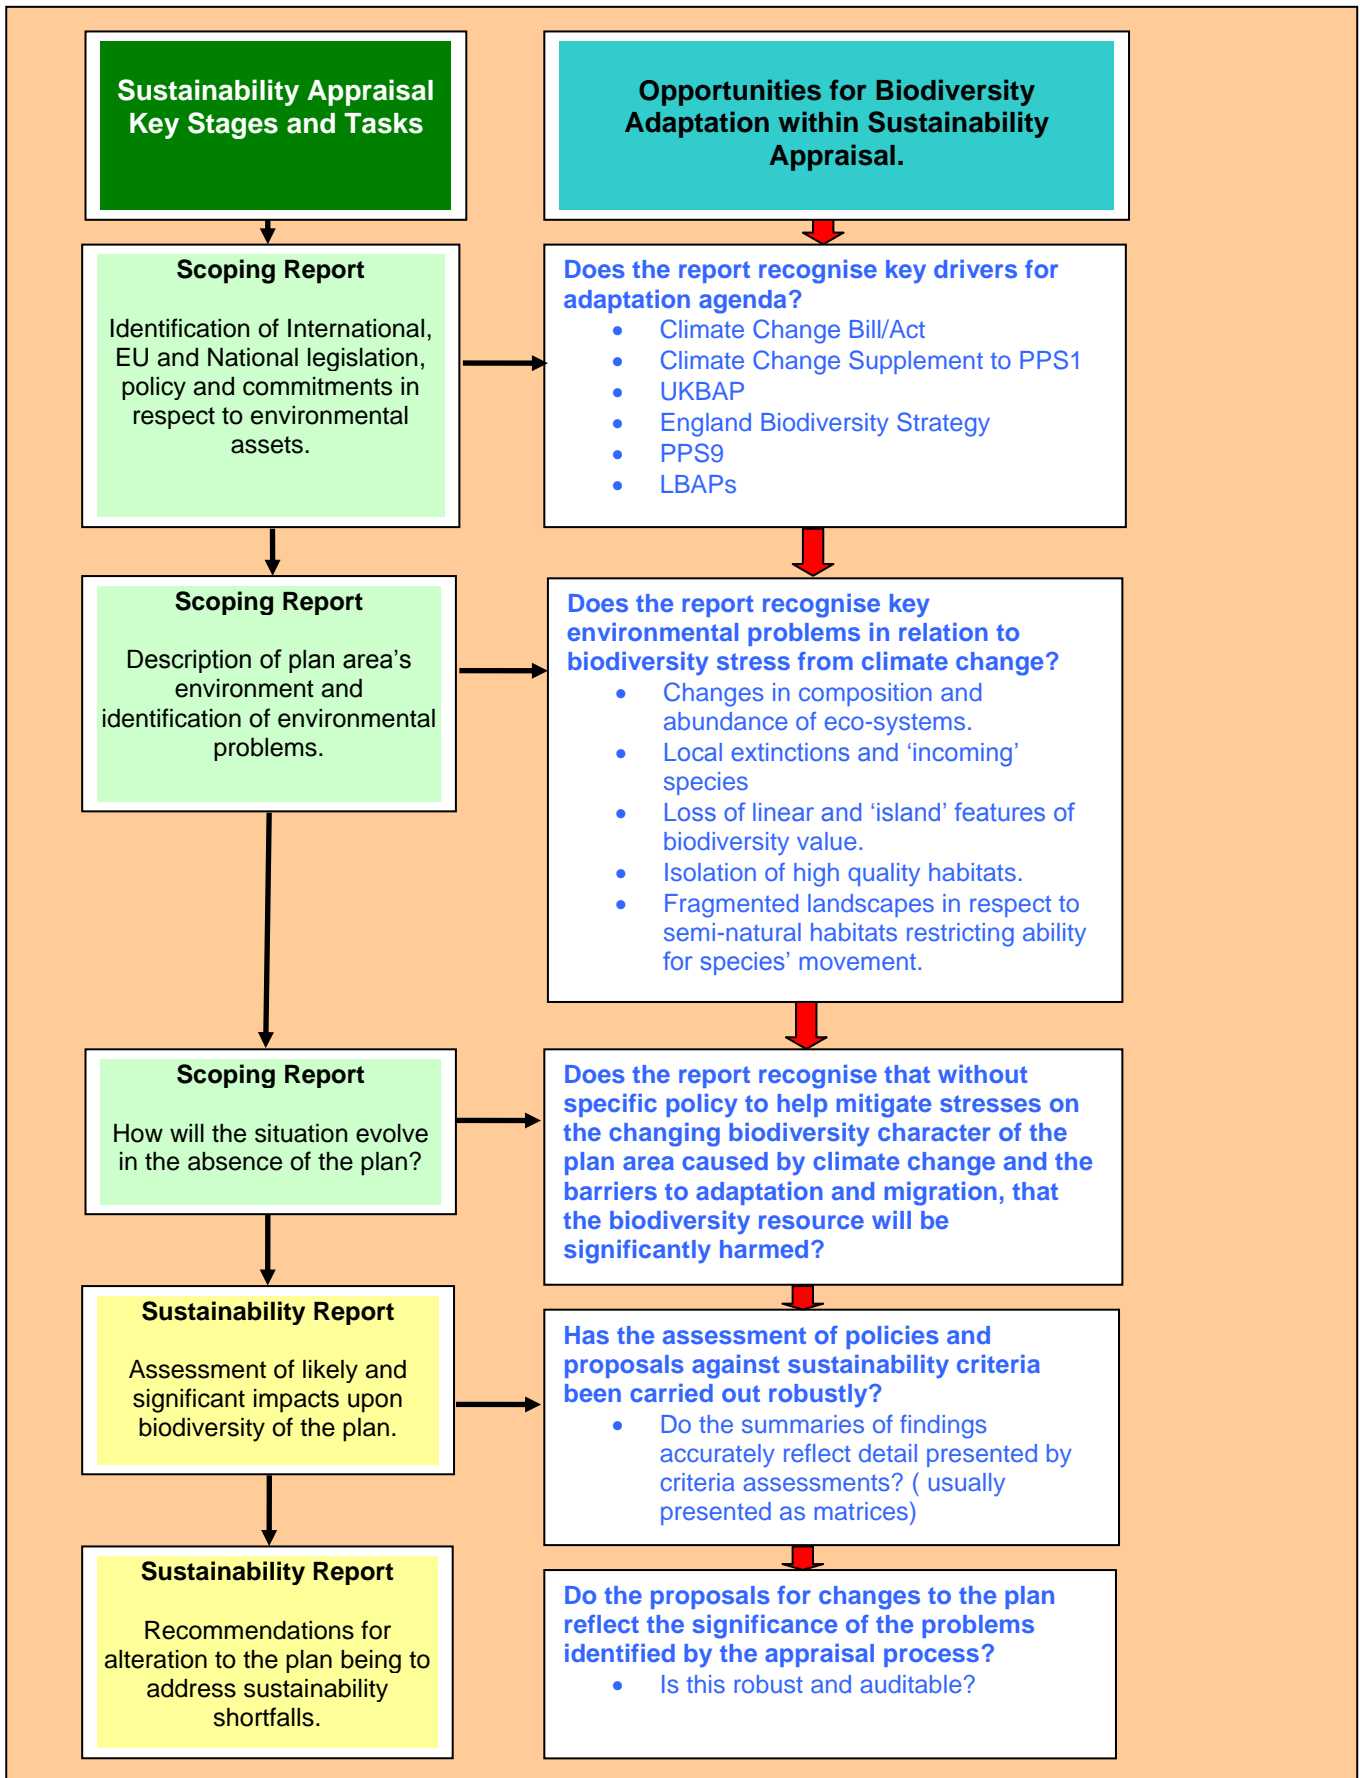 Sustainability Appraisal
Key Stages and Tasks
Opportunities for Biodiversity
Adaptation within Sustainability
Appraisal.
Scoping Report
Identification of International,
EU and National legislation,
policy and commitments in
respect to environmental
assets.
Does the report recognise key drivers for
adaptation agenda?
• Climate Change Bill/Act
• Climate Change Supplement to PPS1
• UKBAP
• England Biodiversity Strategy
• PPS9
• LBAPs
Scoping Report
Description of plan area’s
environment and
identification of environmental
problems.
Does the report recognise key
environmental problems in relation to
biodiversity stress from climate change?
• Changes in composition and
abundance of eco-systems.
• Local extinctions and ‘incoming’
species
• Loss of linear and ‘island’ features of
biodiversity value.
• Isolation of high quality habitats.
• Fragmented landscapes in respect to
semi-natural habitats restricting ability
for species’ movement.
Scoping Report
How will the situation evolve
in the absence of the plan?
Does the report recognise that without
specific policy to help mitigate stresses on
the changing biodiversity character of the
plan area caused by climate change and the
barriers to adaptation and migration, that
the biodiversity resource will be
significantly harmed?
Sustainability Report
Assessment of likely and
significant impacts upon
biodiversity of the plan.
Has the assessment of policies and
proposals against sustainability criteria
been carried out robustly?
• Do the summaries of findings
accurately reflect detail presented by
criteria assessments? ( usually
presented as matrices)
Sustainability Report
Recommendations for
alteration to the plan being to
address sustainability
shortfalls.
Do the proposals for changes to the plan
reflect the significance of the problems
identified by the appraisal process?
• Is this robust and auditable?